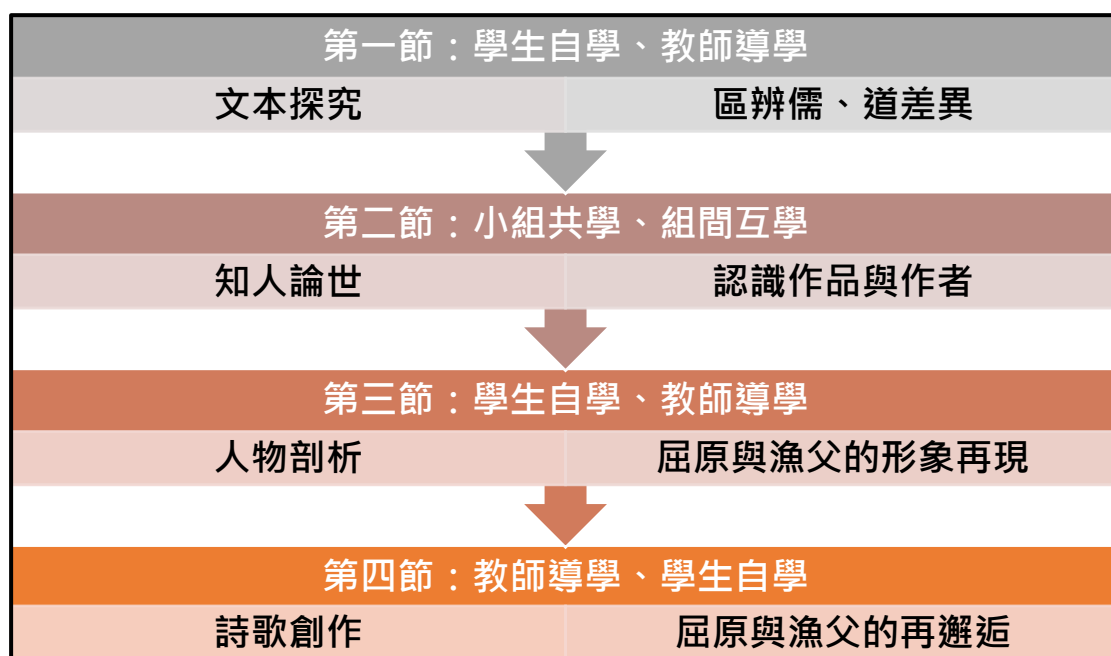 第一節：學生自學、教師導學
文本探究 區辨儒、道差異
第二節：小組共學、組間互學
知人論世 認識作品與作者
第三節：學生自學、教師導學
人物剖析 屈原與漁父的形象再現
第四節：教師導學、學生自學
詩歌創作 屈原與漁父的再邂逅